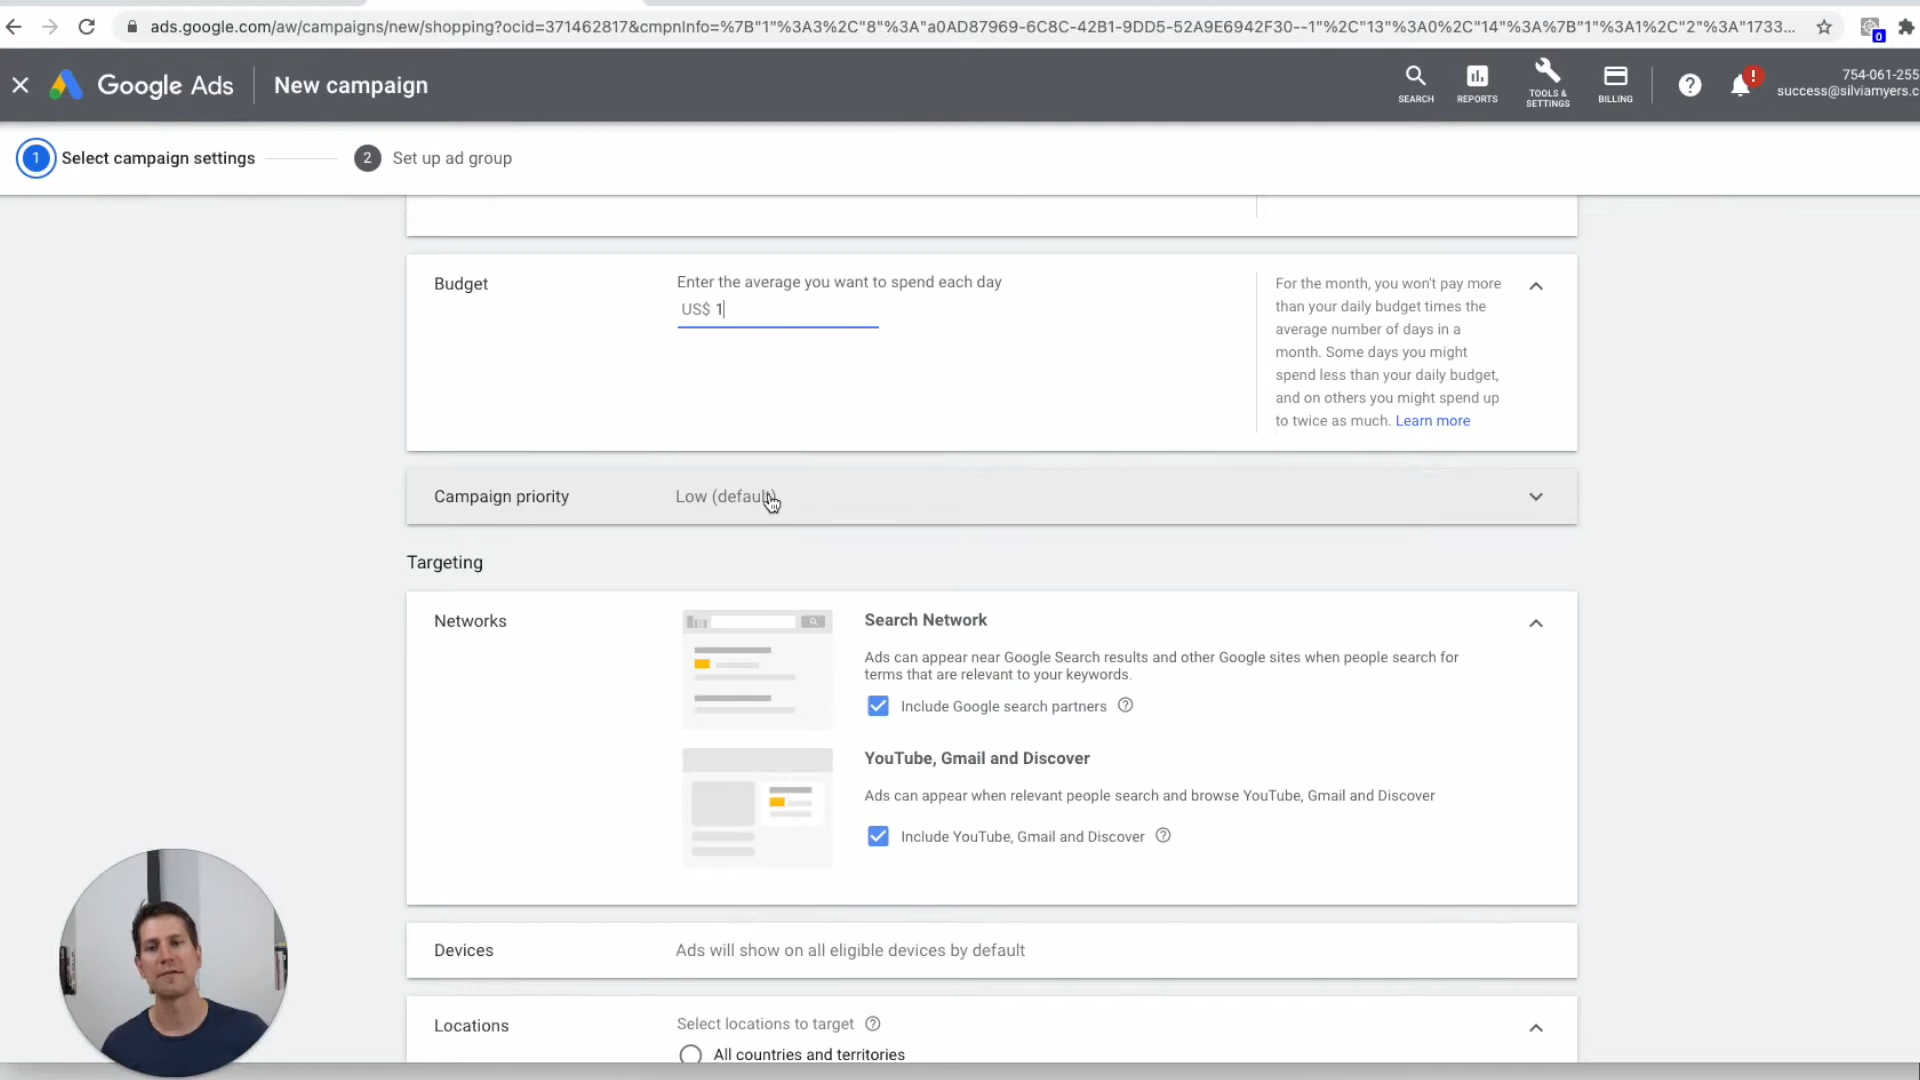 ads.google.com/aw/campaigns/new/shopping?ocid=371462817&cmpnInfo=%7B"1"%3A3%2C"8"%3A"a0AD87969-6C8C-42B1-9DD5-52A9E6942F30--1"%2C"13"%3A0%2C"14"%3A%7B"1"%3A1%2C"2"%3A"1733...
0
Google Ads
New campaign
SEARCH
REPORTS
TOOLS &
SETTINGS
BILLING
?
!
754-061-255
success@silviamyers.c
1 Select campaign settings
2 Set up ad group
Budget
Enter the average you want to spend each day
US$ 1
For the month, you won't pay more
than your daily budget times the
average number of days in a
month. Some days you might
spend less than your daily budget,
and on others you might spend up
to twice as much. Learn more
Campaign priority
Low (default)
Targeting
Networks
Search Network
Ads can appear near Google Search results and other Google sites when people search for
terms that are relevant to your keywords.
Include Google search partners ?
YouTube, Gmail and Discover
Ads can appear when relevant people search and browse YouTube, Gmail and Discover
Include YouTube, Gmail and Discover ?
Devices
Ads will show on all eligible devices by default
Locations
Select locations to target ?
All countries and territories